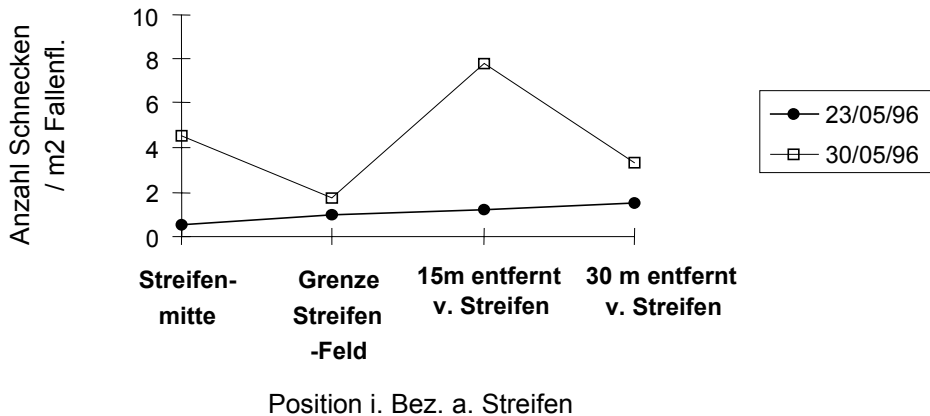 Anzahl Schnecken
/ m2 Fallenfl.
10
8
6
4
2
0
Streifen-
mitte
Grenze
Streifen
-Feld
15m entfernt
v. Streifen
30 m entfernt
v. Streifen
Position i. Bez. a. Streifen
23/05/96
30/05/96